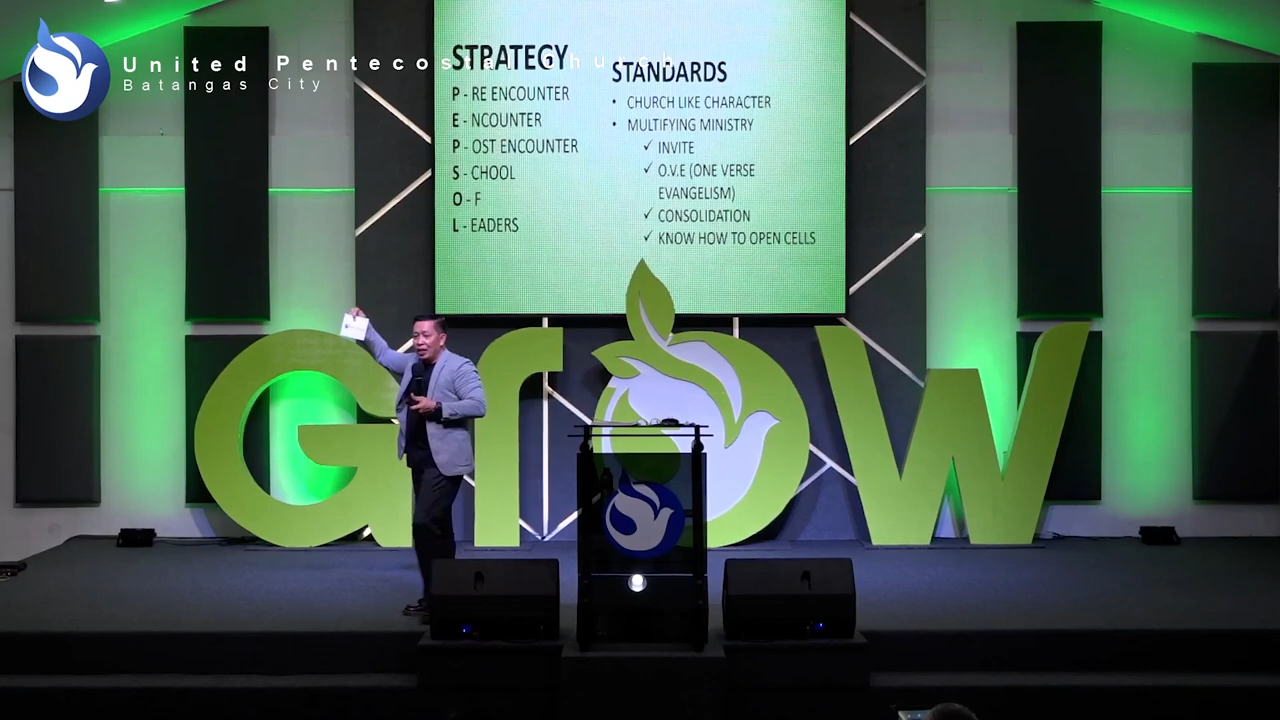 United Pentecostal Church
Batangas City
STRATEGY
P - RE ENCOUNTER
E - NCOUNTER
P - OST ENCOUNTER
S - CHOOL
O - F
L - EADERS
STANDARDS
• CHURCH LIKE CHARACTER
• MULTIFYING MINISTRY
✓ INVITE
✓ O.V.E (ONE VERSE
EVANGELISM)
✓ CONSOLIDATION
✓ KNOW HOW TO OPEN CELLS
Grow